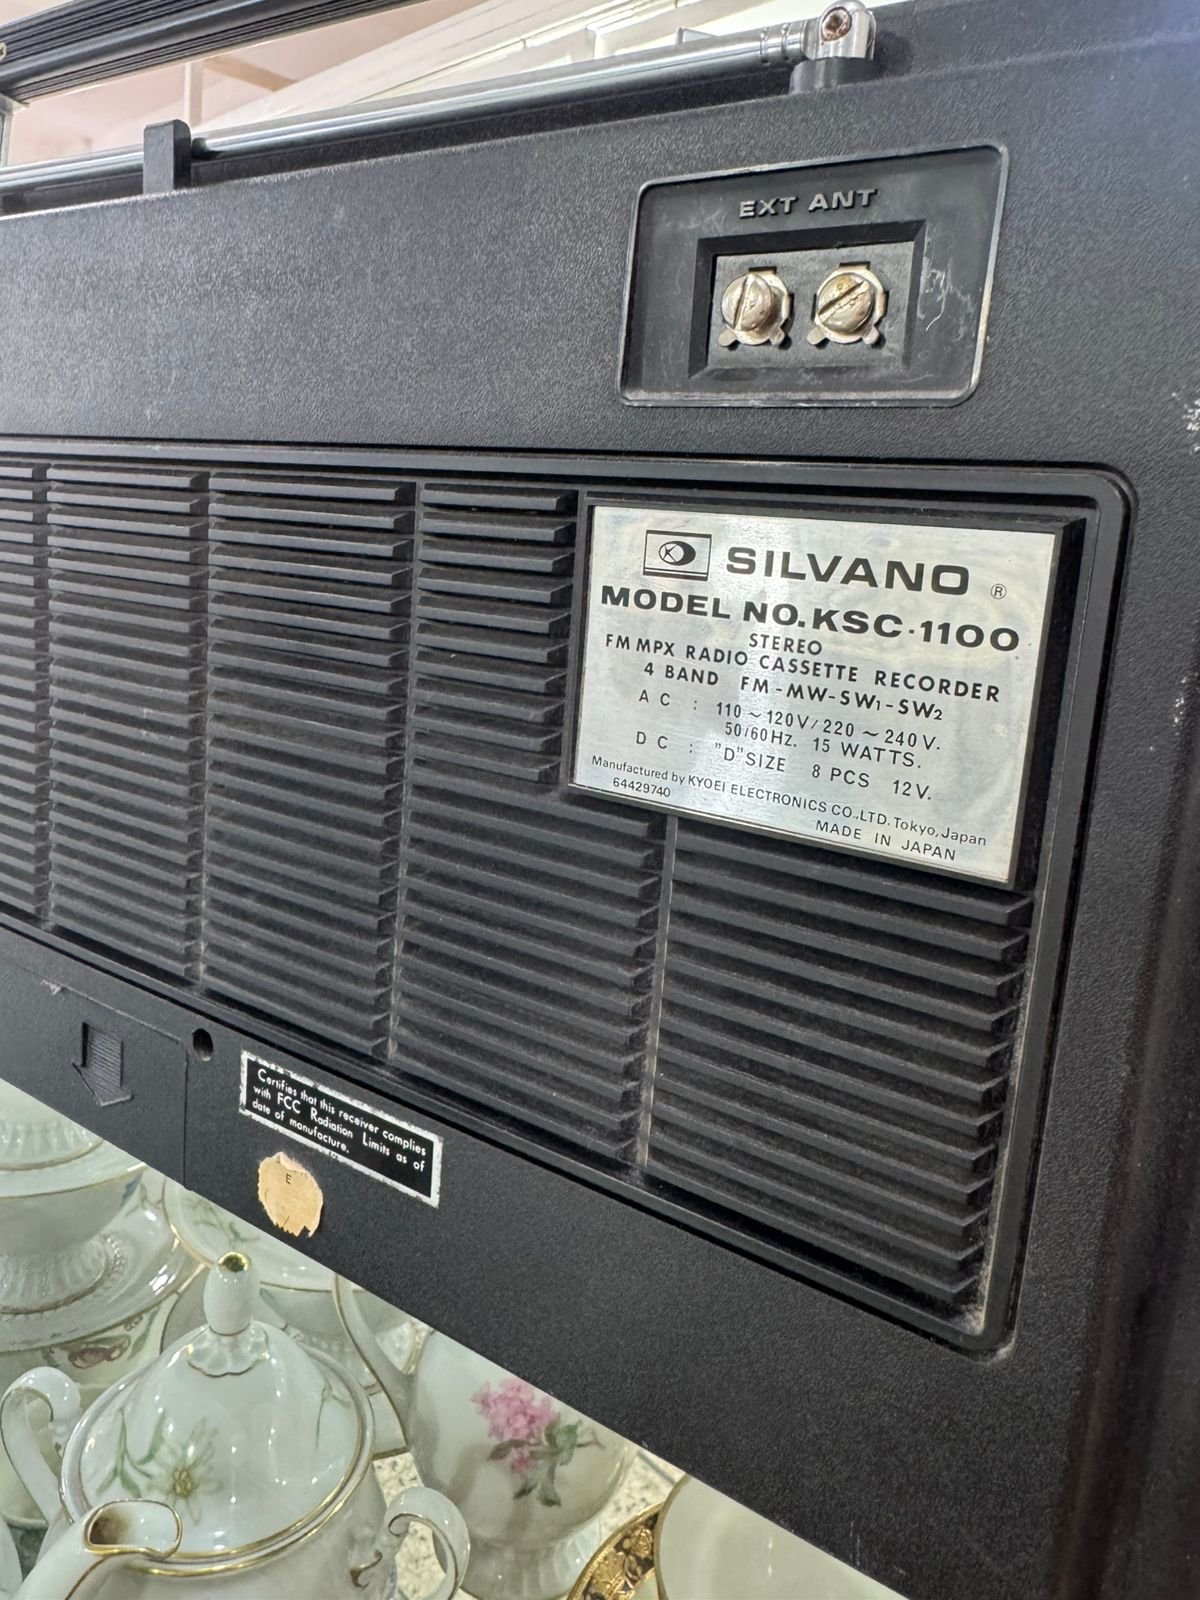 EXT ANT
SILVANO ®
MODEL NO.KSC-1100
STEREO
FM MPX RADIO CASSETTE RECORDER
4 BAND FM-MW-SW1-SW2
AC : 110~120V/220~240V.
50/60HZ. 15 WATTS.
DC : "D"SIZE 8 PCS 12V.
Manufactured by KYOEI ELECTRONICS CO.,LTD. Tokyo, Japan
64429740
MADE IN JAPAN
Certifies that this receiver complies
with FCC Radiation Limits as of
date of manufacture.
E